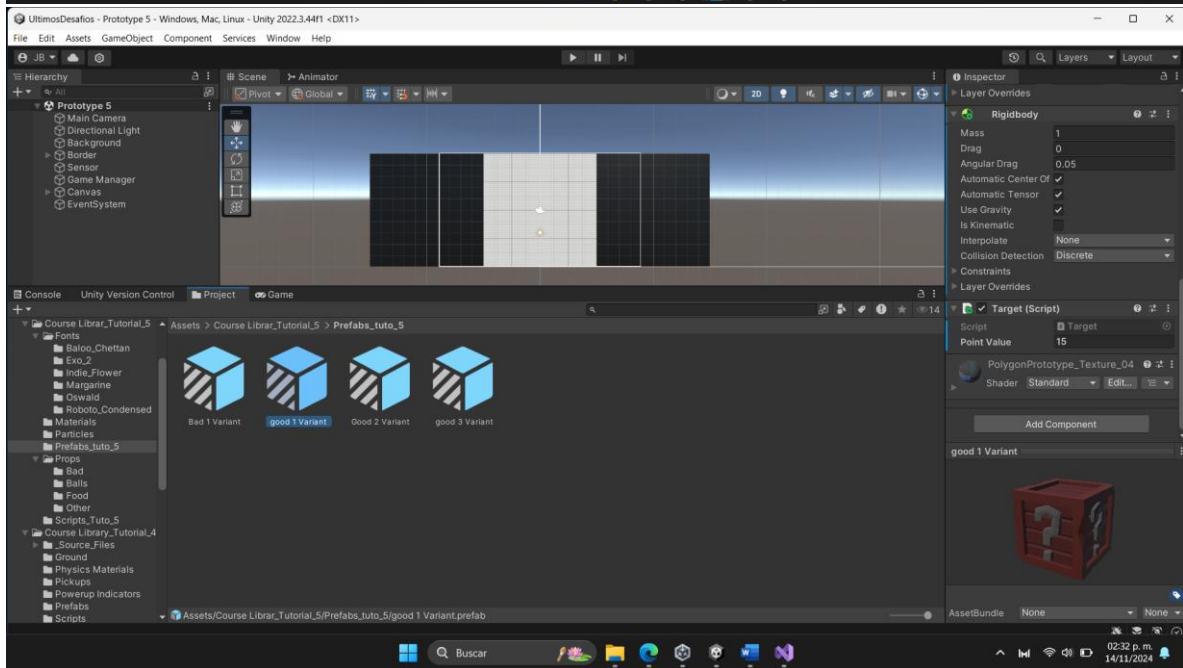 UltimosDesafios - Prototype 5 - Windows, Mac, Linux - Unity 2022.3.44f1 <DX11>
File Edit Assets GameObject Component Services Window Help
JB
Layers Layout
Hierarchy
All
Prototype 5
Main Camera
Directional Light
Background
Border
Sensor
Game Manager
Canvas
EventSystem
Scene Animator
Pivot Global
2D
Console Unity Version Control Project Game
14
Course Librar_Tutorial_5
Fonts
Baloo_Chettan
Exo_2
Indie_Flower
Margarine
Oswald
Roboto_Condensed
Materials
Particles
Prefabs_tuto_5
Props
Bad
Balls
Food
Other
Scripts_Tuto_5
Course Library_Tutorial_4
_Source_Files
Ground
Physics Materials
Pickups
Powerup Indicators
Prefabs
Scripts
Assets > Course Librar_Tutorial_5 > Prefabs_tuto_5
Bad 1 Variant good 1 Variant Good 2 Variant good 3 Variant
Assets/Course Librar_Tutorial_5/Prefabs_tuto_5/good 1 Variant.prefab
Inspector
Layer Overrides
Rigidbody
Mass 1
Drag 0
Angular Drag 0.05
Automatic Center Of
Automatic Tensor
Use Gravity
Is Kinematic
Interpolate None
Collision Detection Discrete
Constraints
Layer Overrides
Target (Script)
Script Target
Point Value 15
PolygonPrototype_Texture_04
Shader Standard Edit...
Add Component
good 1 Variant
AssetBundle None None
Buscar
02:32 p. m.
14/11/2024